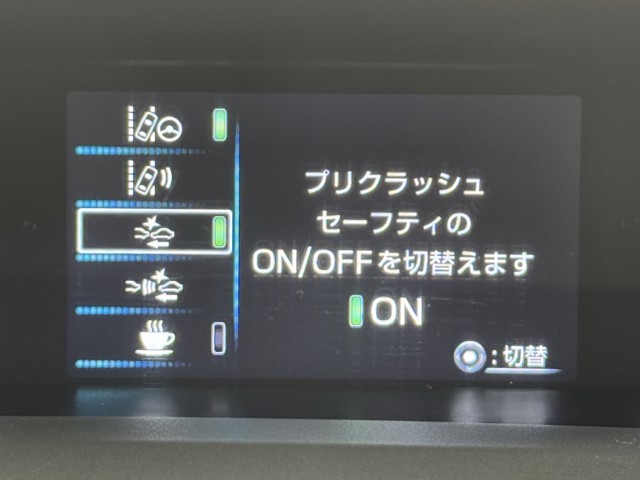 プリクラッシュ
セーフティの
ON/OFFを切替えます
ON
:切替